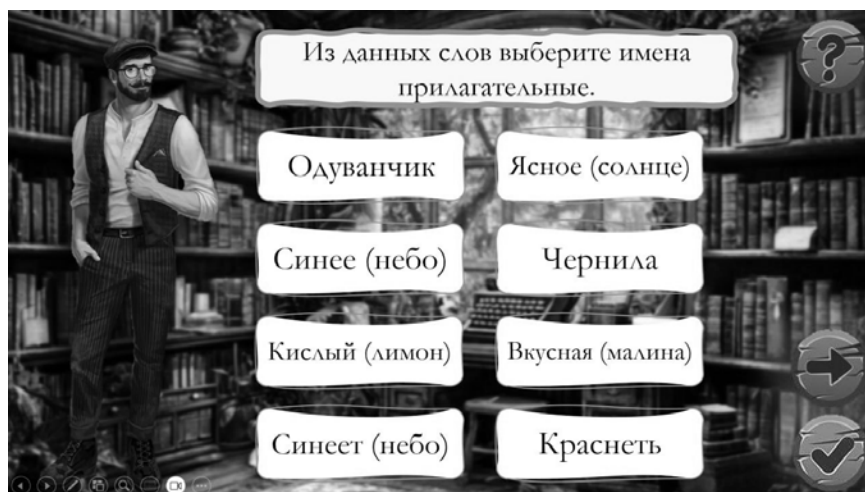 Из данных слов выберите имена
прилагательные.
Одуванчик
Ясное (солнце)
Синее (небо)
Чернила
Кислый (лимон)
Вкусная (малина)
Синеет (небо)
Краснеть